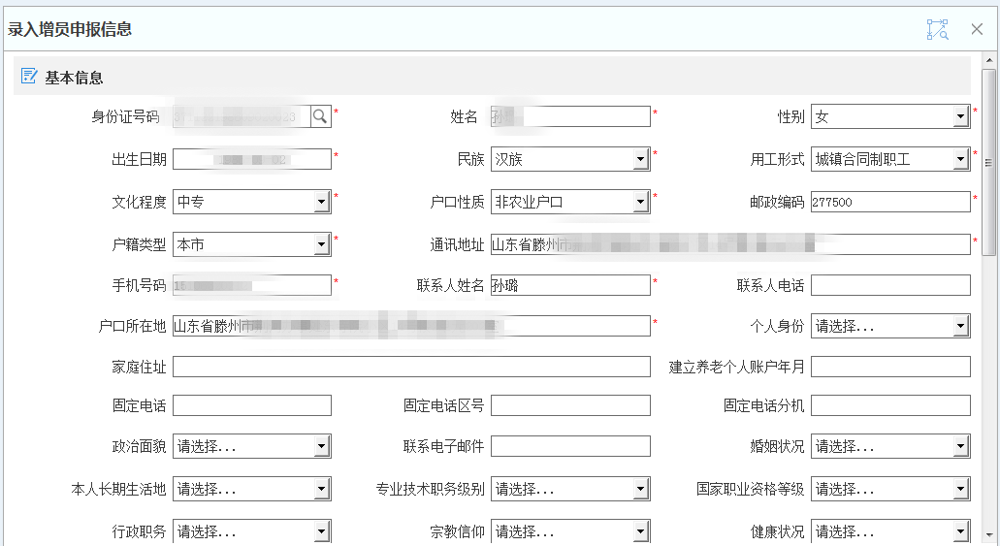 录入增员申报信息
基本信息
身份证号码 * 姓名 * 性别 女 *
出生日期 * 民族 汉族 * 用工形式 城镇合同制职工 *
文化程度 中专 * 户口性质 非农业户口 * 邮政编码 277500 *
户籍类型 本市 * 通讯地址 山东省滕州市 *
手机号码 * 联系人姓名 孙璐 * 联系人电话
户口所在地 山东省滕州市 * 个人身份 请选择...
家庭住址 建立养老个人账户年月
固定电话 固定电话区号 固定电话分机
政治面貌 请选择... 联系电子邮件 婚姻状况 请选择...
本人长期生活地 请选择... 专业技术职务级别 请选择... 国家职业资格等级 请选择...
行政职务 请选择... 宗教信仰 请选择... 健康状况 请选择...